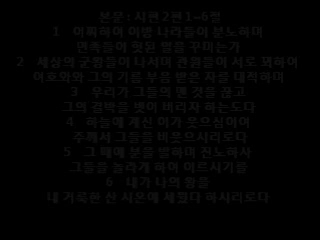 본문 : 시편 2편 1~6절
1 어찌하여 이방 나라들이 분노하며
민족들이 헛된 일을 꾸미는가
2 세상의 군왕들이 나서며 관원들이 서로 꾀하여
여호와와 그의 기름 부음 받은 자를 대적하며
3 우리가 그들의 맨 것을 끊고
그의 결박을 벗어 버리자 하는도다
4 하늘에 계신 이가 웃으심이여
주께서 그들을 비웃으시리로다
5 그 때에 분을 발하며 진노하사
그들을 놀라게 하여 이르시기를
6 내가 나의 왕을
내 거룩한 산 시온에 세웠다 하시리로다